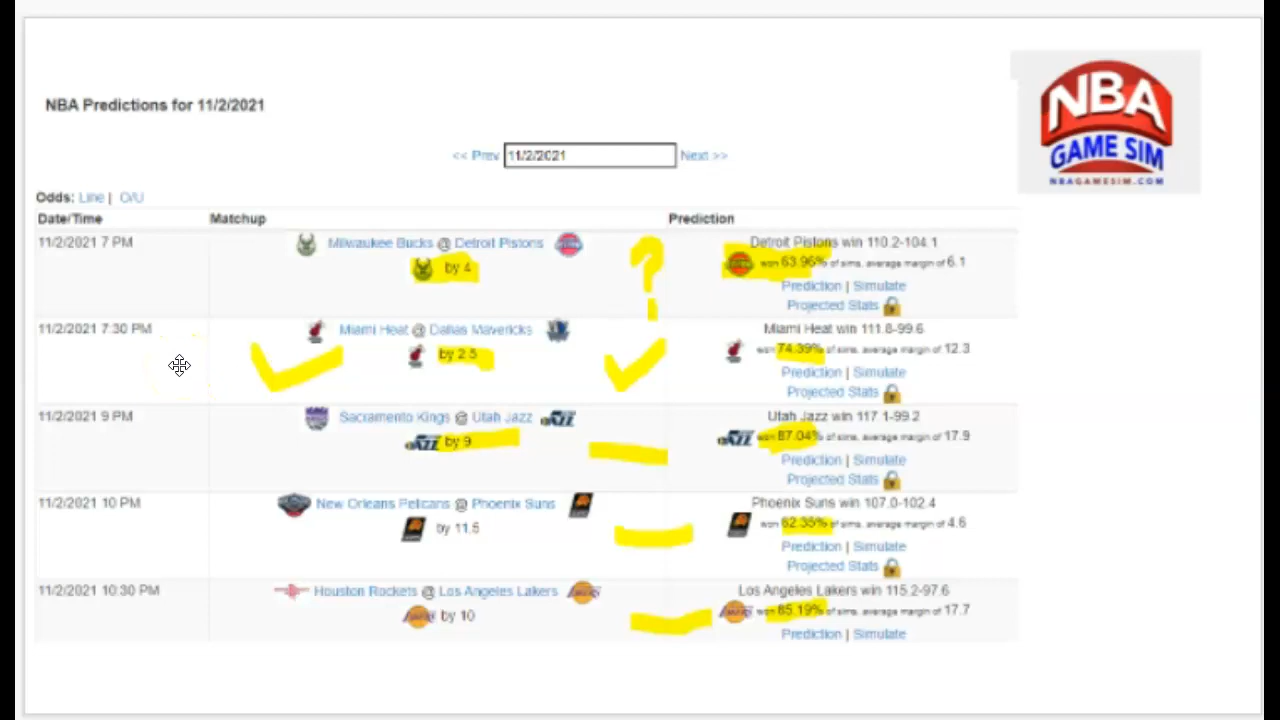 NBA Predictions for 11/2/2021
NBA
GAME SIM
NBAGAMESIM.COM
<< Prev 11/2/2021 Next >>
Odds: Line | O/U
Date/Time Matchup Prediction
11/2/2021 7 PM Milwaukee Bucks @ Detroit Pistons Detroit Pistons win 110.2-104.1
by 4 won 63.96% of sims, average margin of 6.1
Prediction | Simulate
Projected Stats
11/2/2021 7:30 PM Miami Heat @ Dallas Mavericks Miami Heat win 111.8-99.6
by 2.5 won 74.39% of sims, average margin of 12.3
Prediction | Simulate
Projected Stats
11/2/2021 9 PM Sacramento Kings @ Utah Jazz Utah Jazz win 117.1-99.2
by 9 won 87.04% of sims, average margin of 17.9
Prediction | Simulate
Projected Stats
11/2/2021 10 PM New Orleans Pelicans @ Phoenix Suns Phoenix Suns win 107.0-102.4
by 11.5 won 62.35% of sims, average margin of 4.6
Prediction | Simulate
Projected Stats
11/2/2021 10:30 PM Houston Rockets @ Los Angeles Lakers Los Angeles Lakers win 115.2-97.6
by 10 won 85.19% of sims, average margin of 17.7
Prediction | Simulate